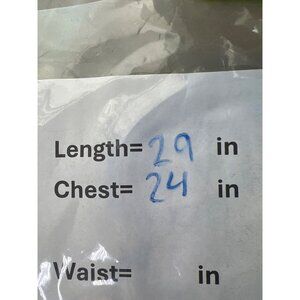 Length= 29 in
Chest= 24 in
Waist= in